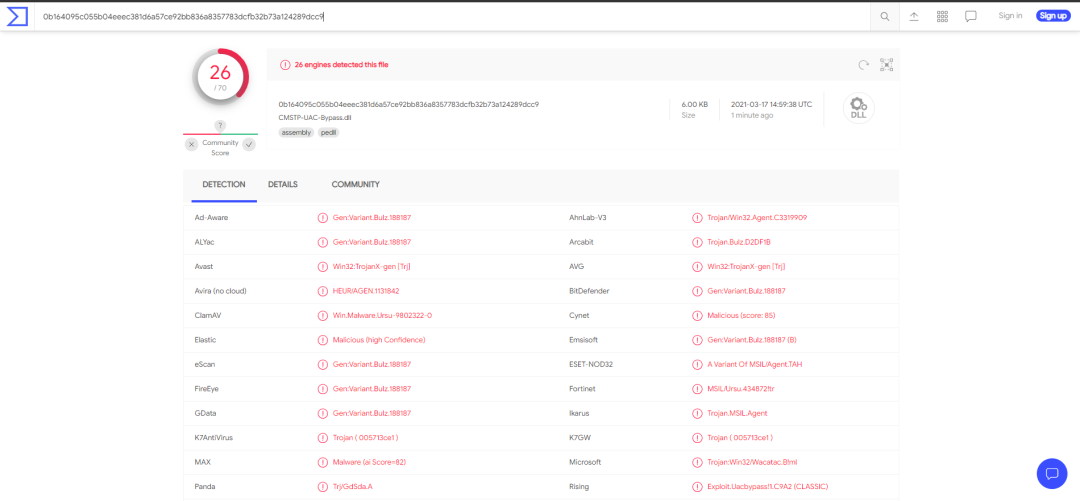 0b164095c055b04eeec381d6a57ce92bb836a8357783dcfb32b73a124289dcc9
Sign in
Sign up
26
/ 70
26 engines detected this file
0b164095c055b04eeec381d6a57ce92bb836a8357783dcfb32b73a124289dcc9
CMSTP-UAC-Bypass.dll
assembly pedll
6.00 KB
Size
2021-03-17 14:59:38 UTC
1 minute ago
DLL
?
Community
Score
DETECTION DETAILS COMMUNITY
Ad-Aware Gen:Variant.Bulz.188187 AhnLab-V3 Trojan/Win32.Agent.C3319909
ALYac Gen:Variant.Bulz.188187 Arcabit Trojan.Bulz.D2DF1B
Avast Win32:TrojanX-gen [Trj] AVG Win32:TrojanX-gen [Trj]
Avira (no cloud) HEUR/AGEN.1131842 BitDefender Gen:Variant.Bulz.188187
ClamAV Win.Malware.Ursu-9802322-0 Cynet Malicious (score: 85)
Elastic Malicious (high Confidence) Emsisoft Gen:Variant.Bulz.188187 (B)
eScan Gen:Variant.Bulz.188187 ESET-NOD32 A Variant Of MSIL/Agent.TAH
FireEye Gen:Variant.Bulz.188187 Fortinet MSIL/Ursu.434872!tr
GData Gen:Variant.Bulz.188187 Ikarus Trojan.MSIL.Agent
K7AntiVirus Trojan ( 005713ce1 ) K7GW Trojan ( 005713ce1 )
MAX Malware (ai Score=82) Microsoft Trojan:Win32/Wacatac.B!ml
Panda Trj/GdSda.A Rising Exploit.Uacbypass!1.C9A2 (CLASSIC)